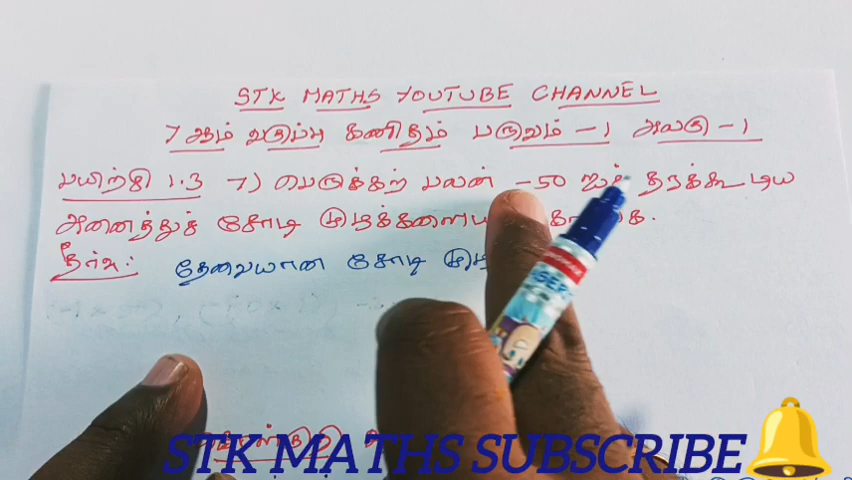 STK MATHS YOUTUBE CHANNEL
7 ஆம் வகுப்பு கணிதம் பருவம் - 1 அலகு - 1
பயிற்சி 1.3 7) பெருக்கற் பலன் -50 ஐத் தரக்கூடிய
அனைத்துச் சோடி முழுக்களையும்
தீர்வு: தேவையான சோடி
STK MATHS SUBSCRIBE